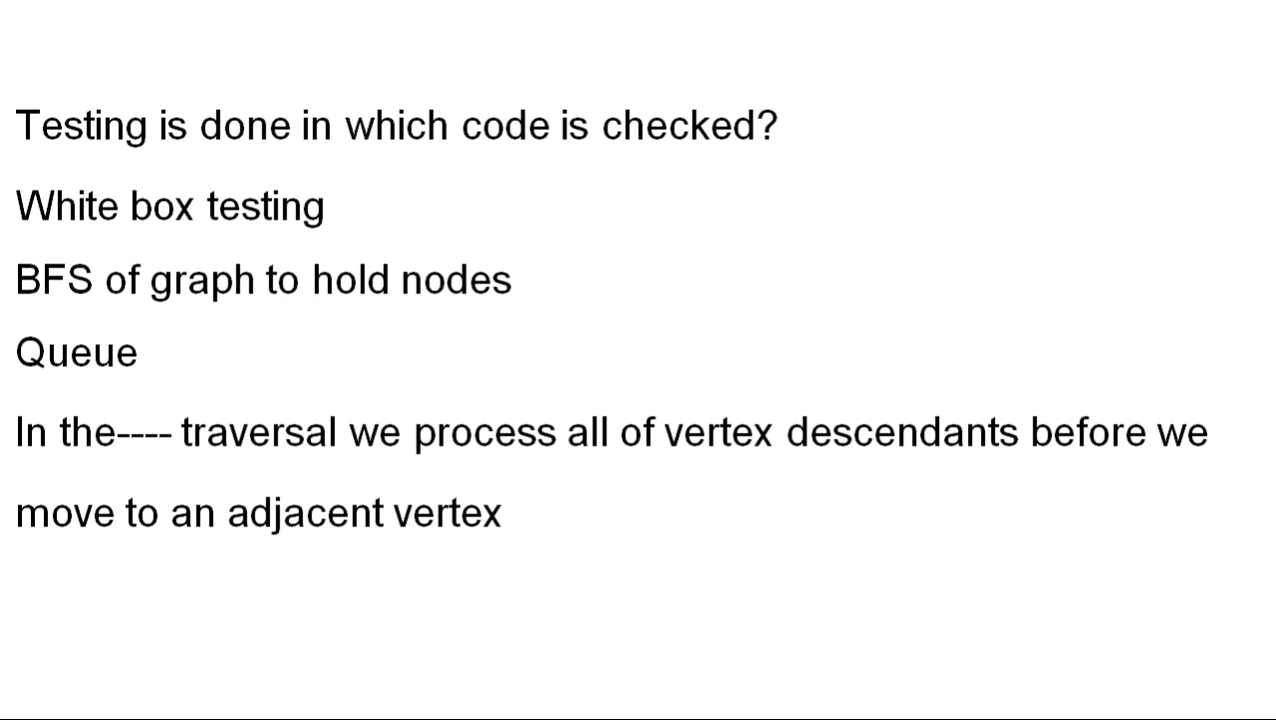 Testing is done in which code is checked?
White box testing
BFS of graph to hold nodes
Queue
In the---- traversal we process all of vertex descendants before we
move to an adjacent vertex